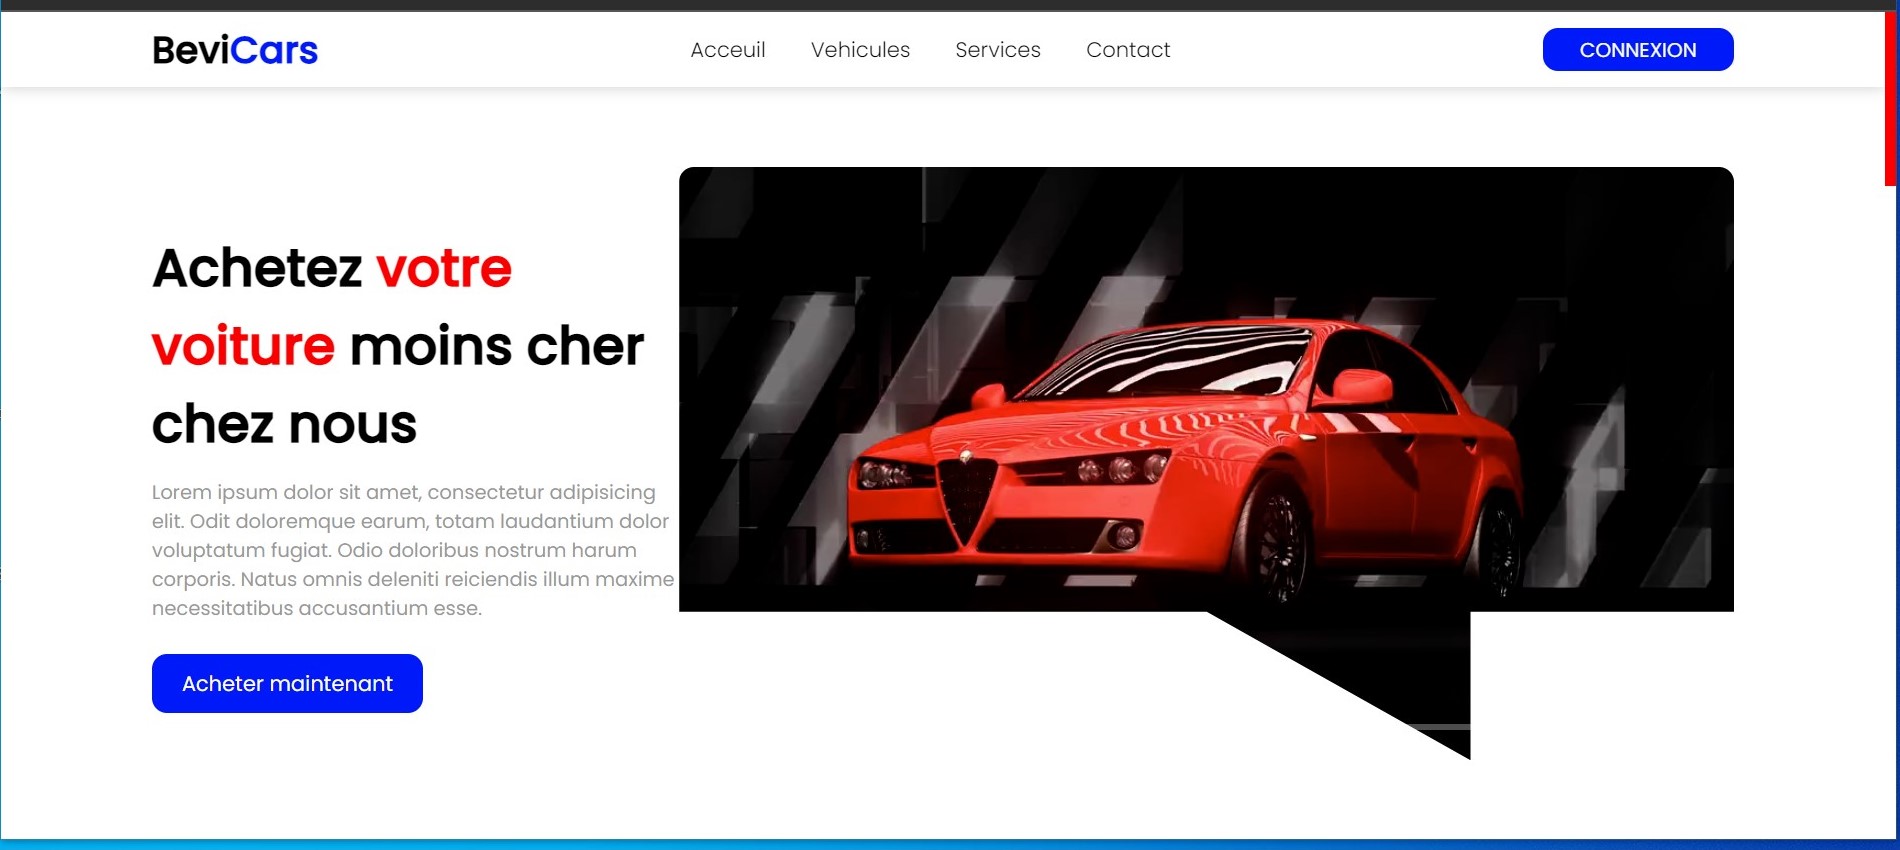 BeviCars
Acceuil Vehicules Services Contact
CONNEXION
Achetez votre
voiture moins cher
chez nous
Lorem ipsum dolor sit amet, consectetur adipisicing
elit. Odit doloremque earum, totam laudantium dolor
voluptatum fugiat. Odio doloribus nostrum harum
corporis. Natus omnis deleniti reiciendis illum maxime
necessitatibus accusantium esse.
Acheter maintenant